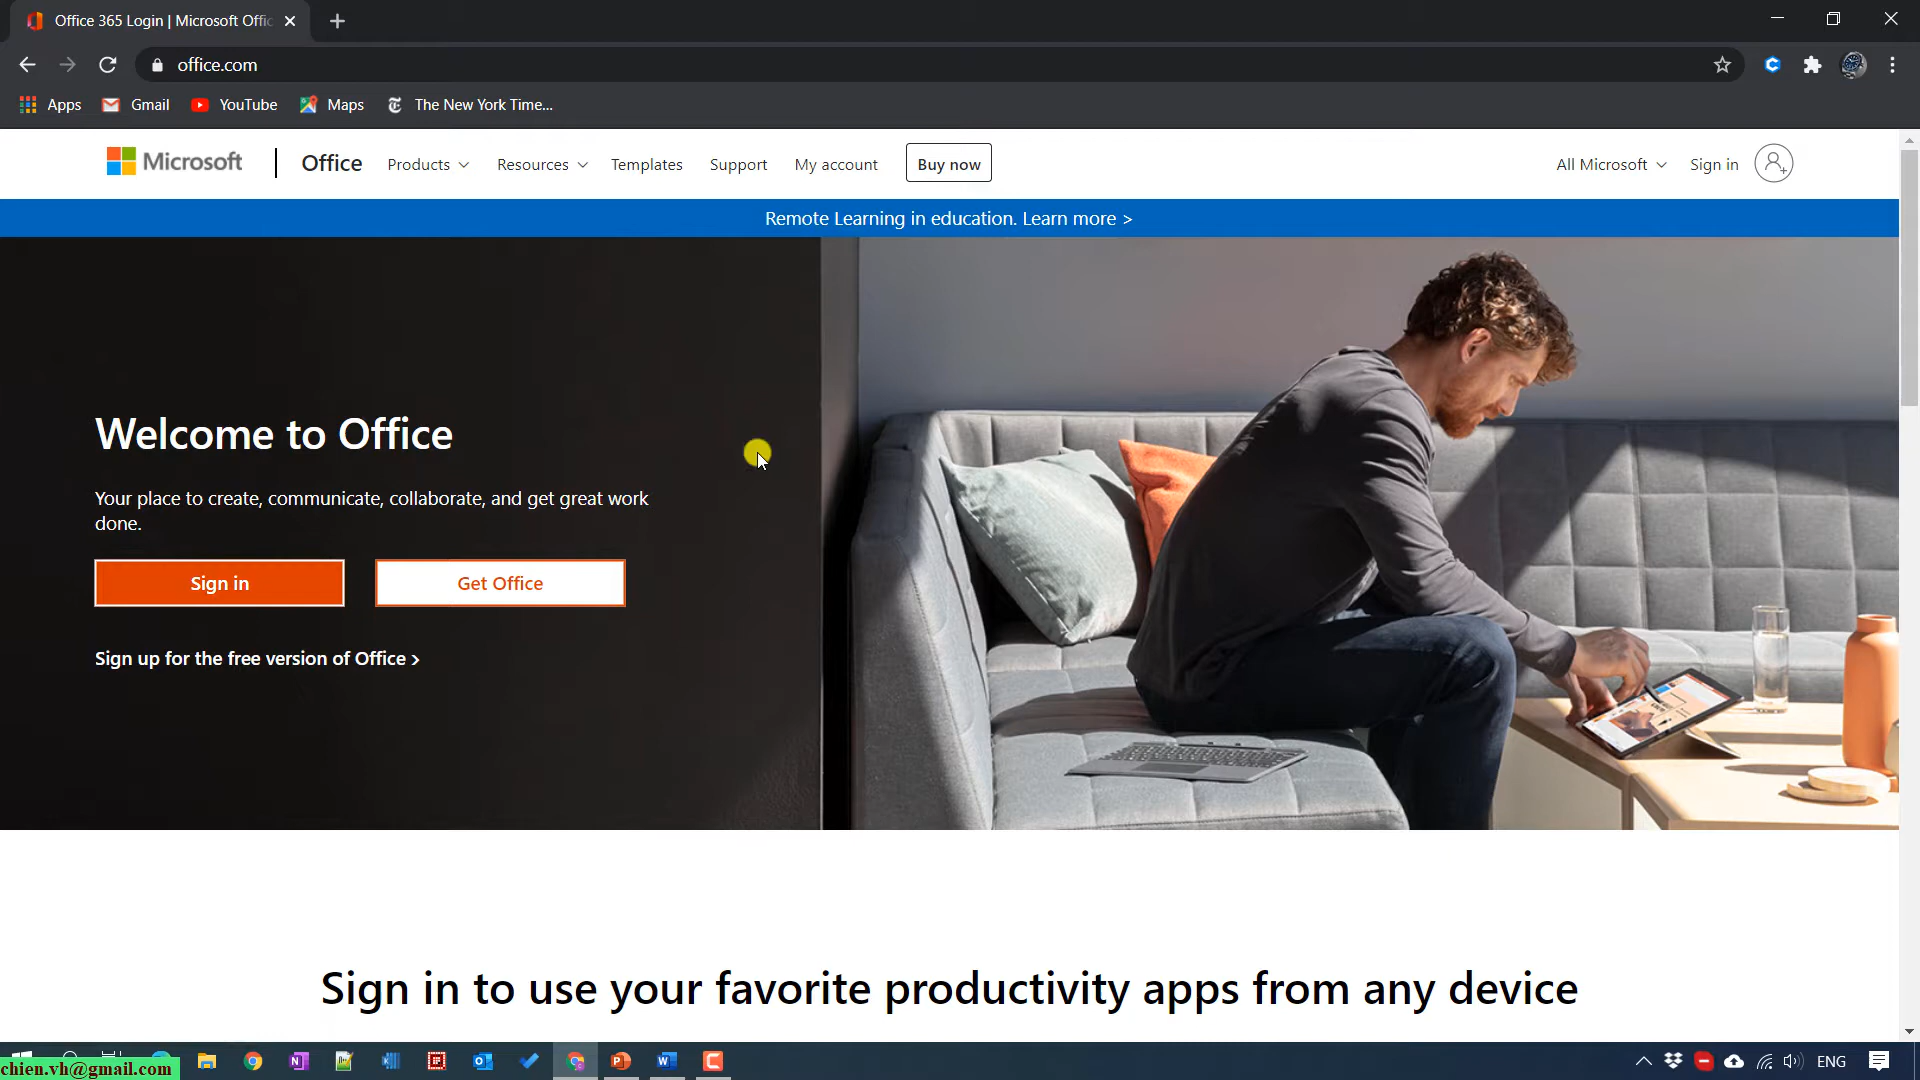 Office 365 Login | Microsoft Offic
office.com
Apps
Gmail
YouTube
Maps
The New York Time...
Microsoft
Office
Products
Resources
Templates
Support
My account
Buy now
All Microsoft
Sign in
Remote Learning in education. Learn more >
Welcome to Office
Your place to create, communicate, collaborate, and get great work
done.
Sign in
Get Office
Sign up for the free version of Office >
Sign in to use your favorite productivity apps from any device
chien.vh@gmail.com
ENG